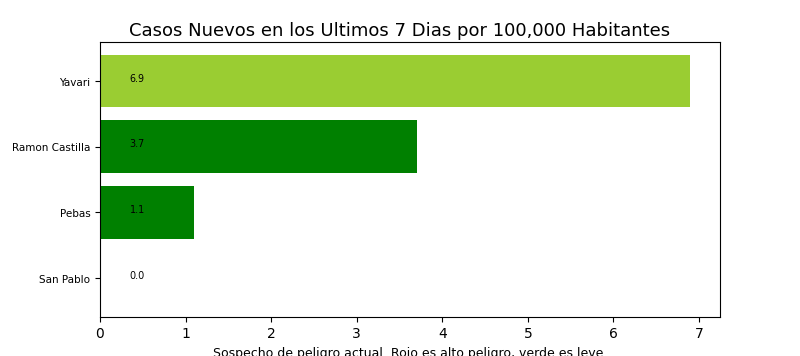 Casos Nuevos en los Ultimos 7 Dias por 100,000 Habitantes
Yavari 6.9
Ramon Castilla 3.7
Pebas 1.1
San Pablo 0.0
0 1 2 3 4 5 6 7
Sospecho de peligro actual. Rojo es alto peligro, verde es leve